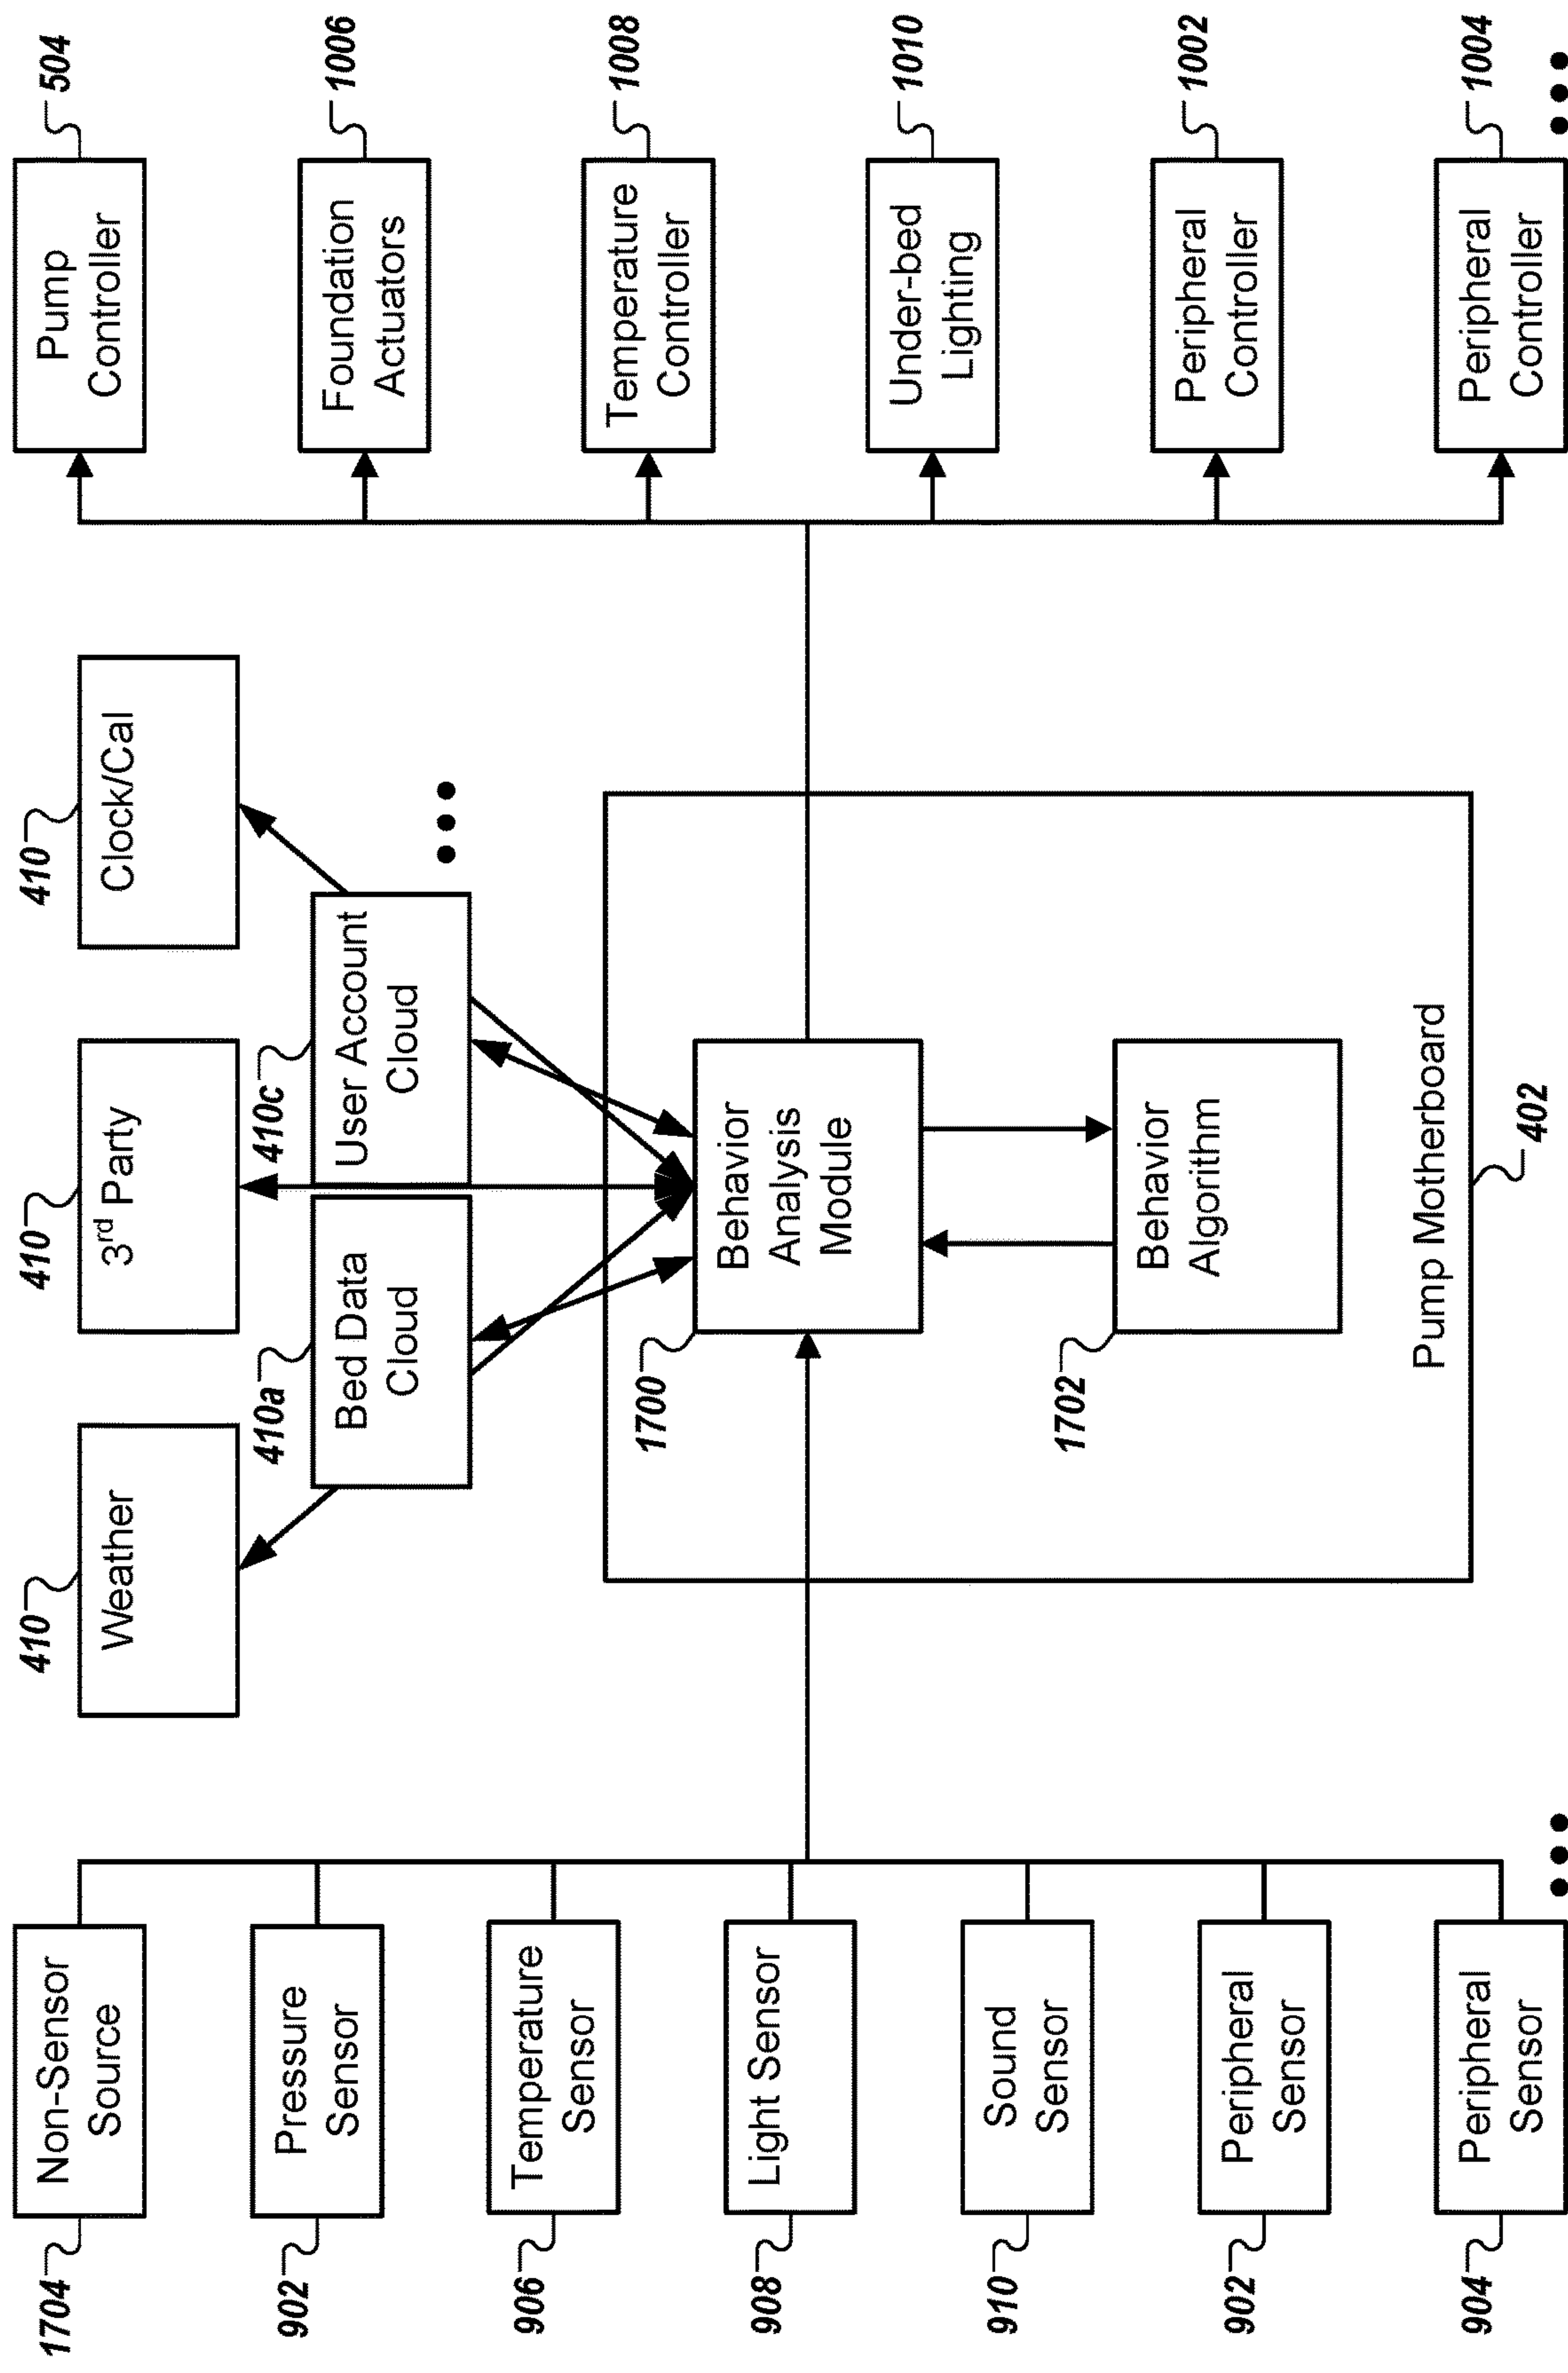 1704
Non-Sensor
Source
902
Pressure
Sensor
906
Temperature
Sensor
908
Light Sensor
910
Sound
Sensor
902
Peripheral
Sensor
904
Peripheral
Sensor
410
Weather
410
3rd Party
410
Clock/Cal
410a
Bed Data
Cloud
410c
User Account
Cloud
1700
Behavior
Analysis
Module
1702
Behavior
Algorithm
Pump Motherboard
402
Pump
Controller
504
Foundation
Actuators
1006
Temperature
Controller
1008
Under-bed
Lighting
1010
Peripheral
Controller
1002
Peripheral
Controller
1004